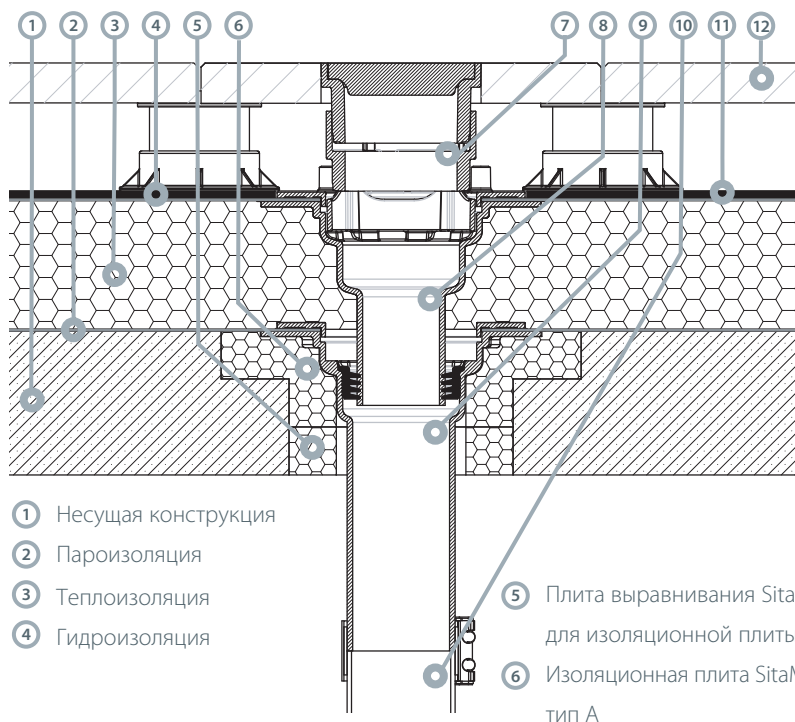 1 2 3 4 5 6 7 8 9 10 11 12
1 Несущая конструкция
2 Пароизоляция
3 Теплоизоляция
4 Гидроизоляция
5 Плита выравнивания Sita
для изоляционной плиты
6 Изоляционная плита
тип A